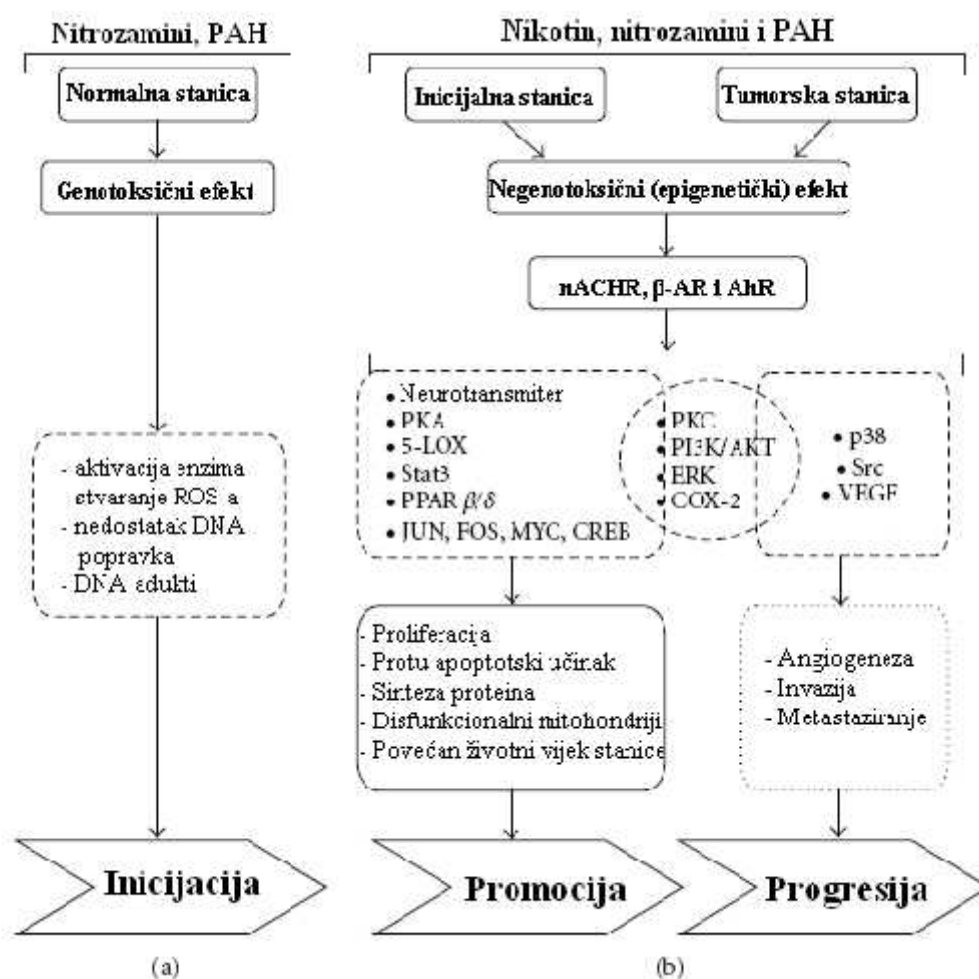 Nitrozamini, PAH
Normalna stanica
Genotoksični efekt
- aktivacija enzima
stvaranje ROS a
- nedostatak DNA
popravka
- DNA adukti
Inicijacija
(a)
Nikotin, nitrozamini i PAH
Inicijalna stanica
Tumorska stanica
Negenotoksični (epigenetički) efekt
nACHR, β-AR i AhR
• Neurotransmiter
• PKA
• 5-LOX
• Stat3
• PPAR β/δ
• JUN, FOS, MYC, CREB
• PKC
• PI3K/AKT
• ERK
• COX-2
• p38
• Src
• VEGF
- Proliferacija
- Protu apoptotski učinak
- Sinteza proteina
- Disfunkcionalni mitohondriji
- Povećan životni vijek stanice
- Angiogeneza
- Invazija
- Metastaziranje
Promocija
Progresija
(b)